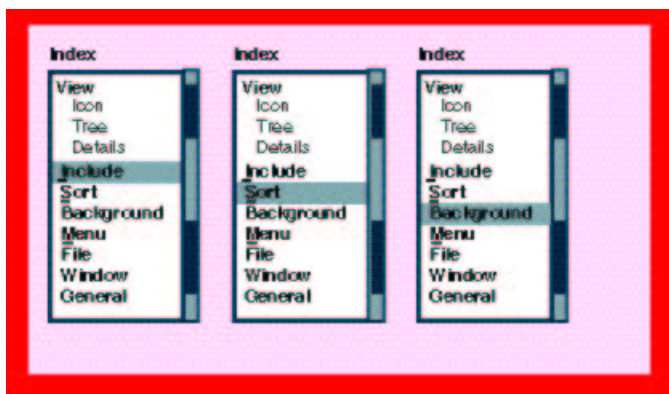 Index
View
Icon
Tree
Details
Include
Sort
Background
Menu
File
Window
General
Index
View
Icon
Tree
Details
Include
Sort
Background
Menu
File
Window
General
Index
View
Icon
Tree
Details
Include
Sort
Background
Menu
File
Window
General